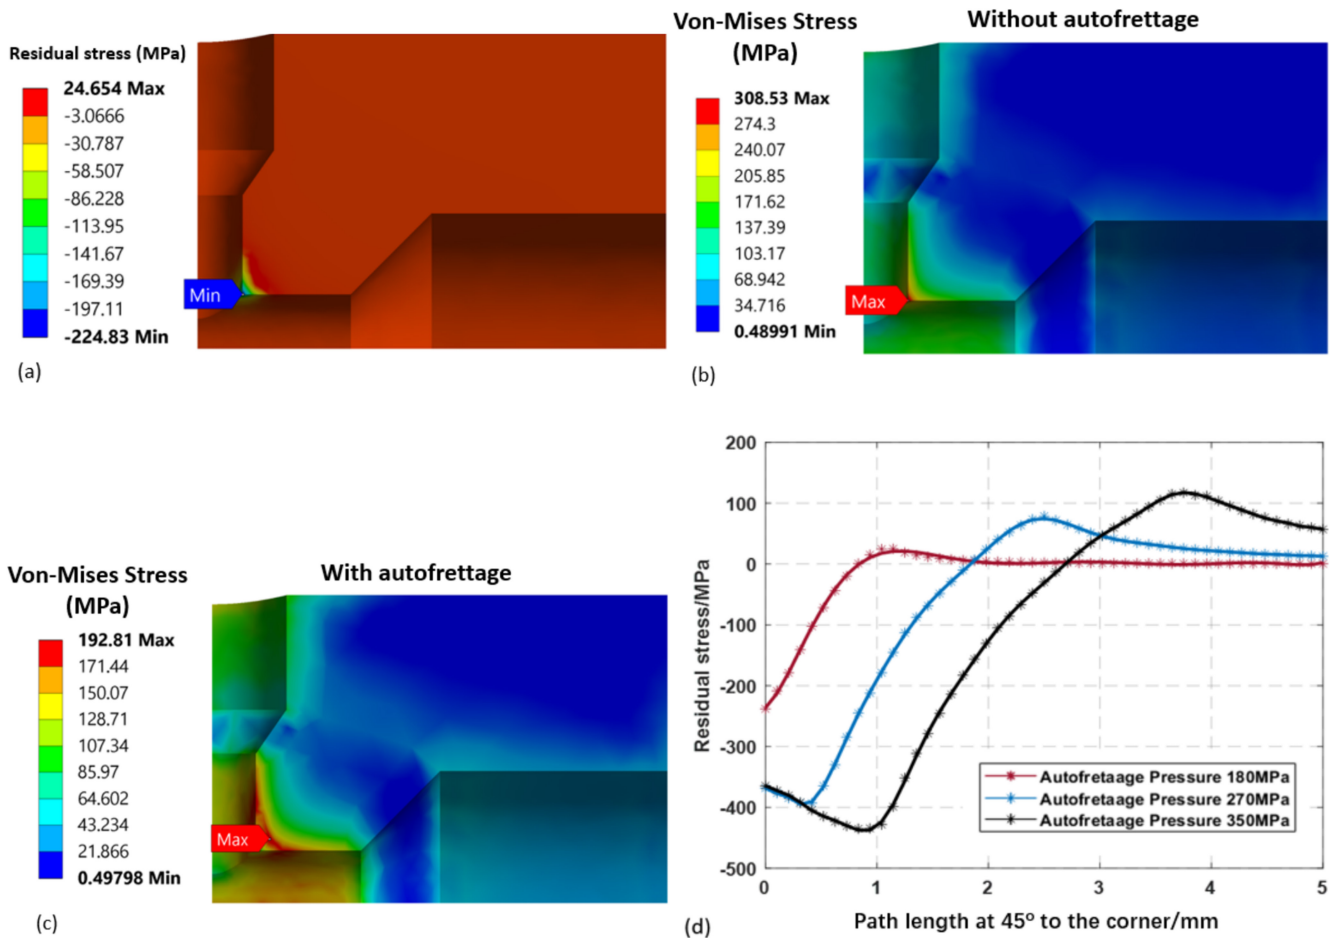 Residual stress (MPa)
24.654 Max
-3.0666
-30.787
-58.507
-86.228
-113.95
-141.67
-169.39
-197.11
-224.83 Min
Min
(a)
Von-Mises Stress
(MPa)
Without autofrettage
308.53 Max
274.3
240.07
205.85
171.62
137.39
103.17
68.942
34.716
0.48991 Min
Max
(b)
Von-Mises Stress
(MPa)
With autofrettage
192.81 Max
171.44
150.07
128.71
107.34
85.97
64.602
43.234
21.866
0.49798 Min
Max
(c)
200
100
0
-100
-200
-300
-400
-500
Residual stress/MPa
Autofretaage Pressure 180MPa
Autofretaage Pressure 270MPa
Autofretaage Pressure 350MPa
0 1 2 3 4 5
Path length at 45º to the corner/mm
(d)